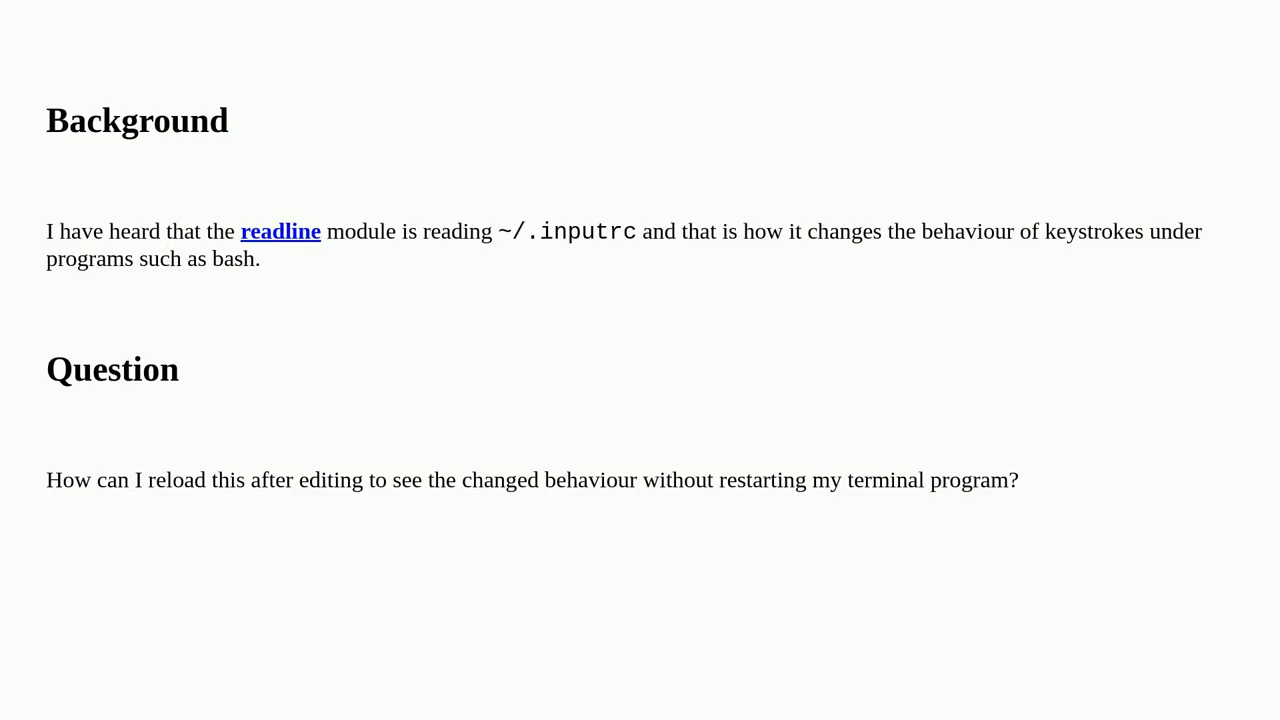 Background
I have heard that the readline module is reading ~/.inputrc and that is how it changes the behaviour of keystrokes under
programs such as bash.
Question
How can I reload this after editing to see the changed behaviour without restarting my terminal program?